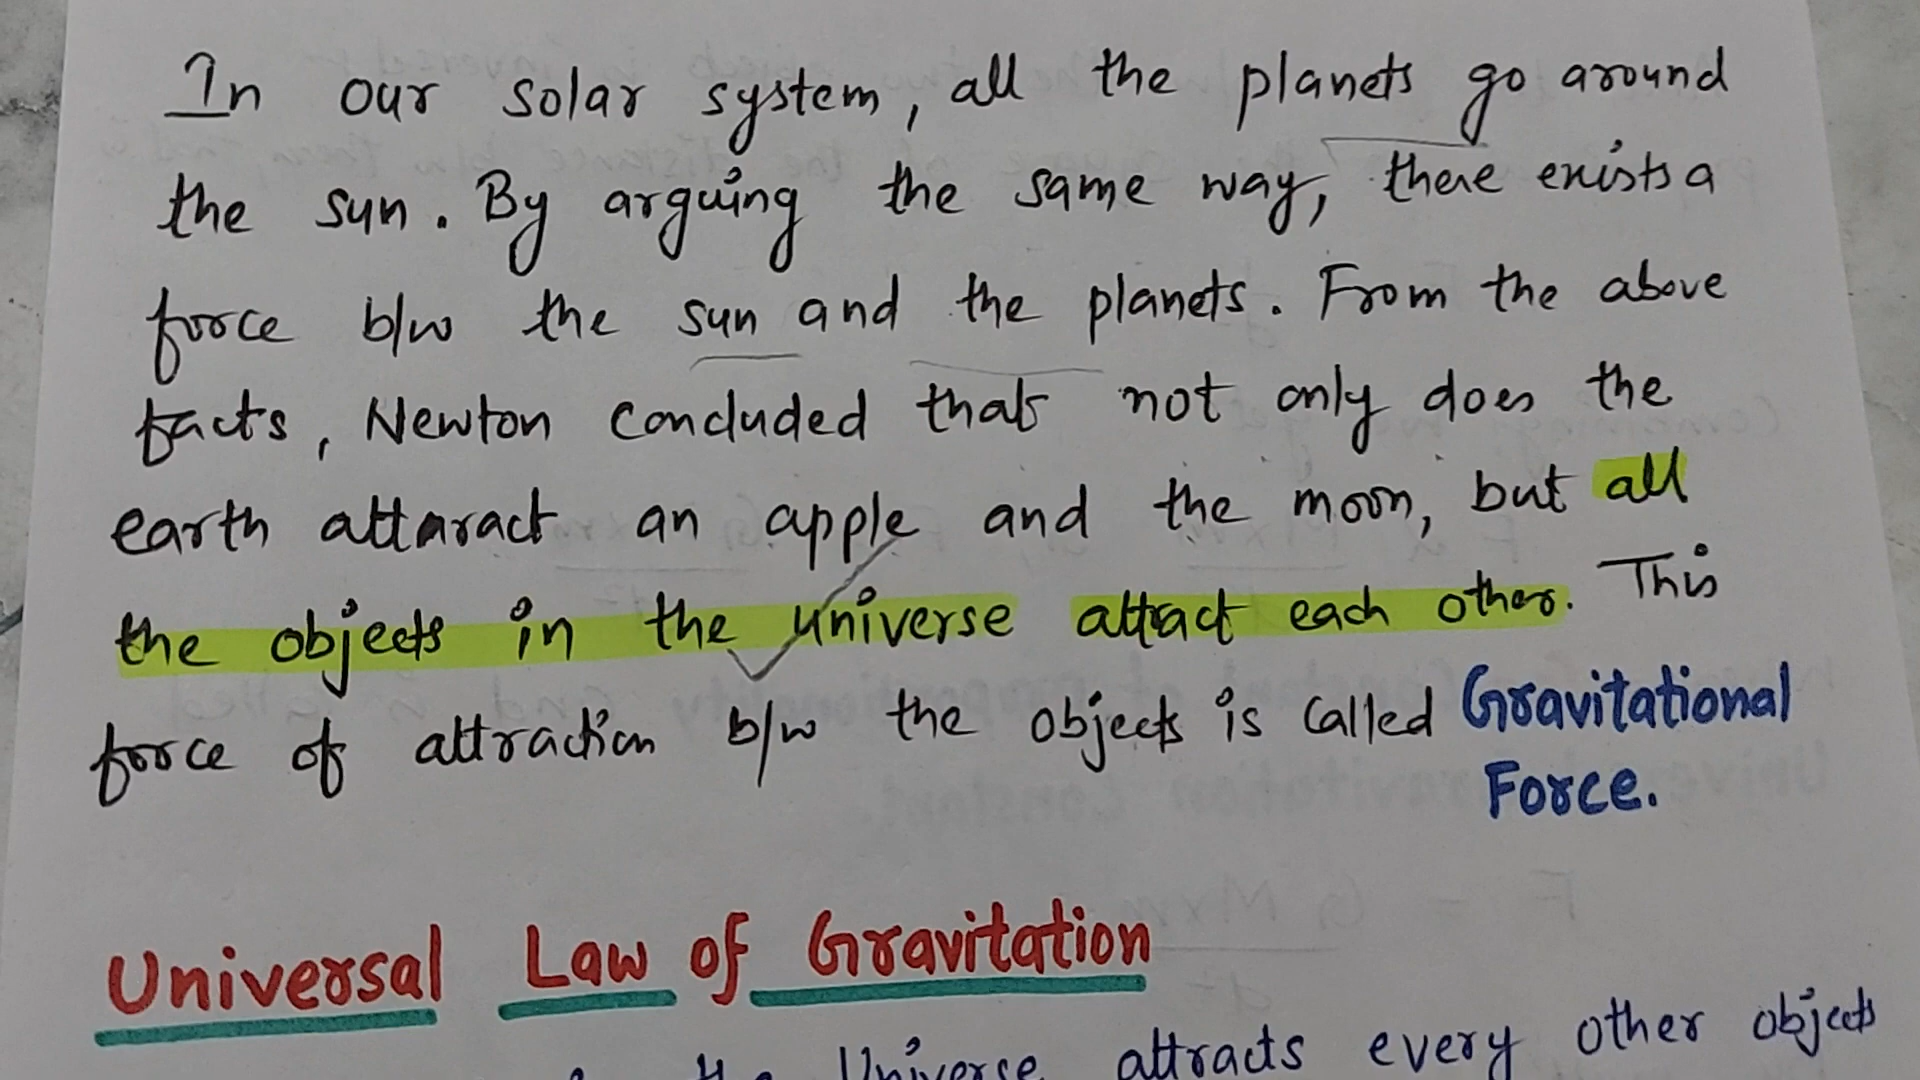 In our solar system, all the planets go around
the sun. By arguing the same way, there exists a
force b/w the sun and the planets. From the above
facts, Newton concluded that not only does the
earth attaract an apple and the moon, but all
the objects in the universe attract each other. This
force of attraction b/w the objects is called Gravitational
Force.
Universal Law of Gravitation
the Universe attracts every other objects